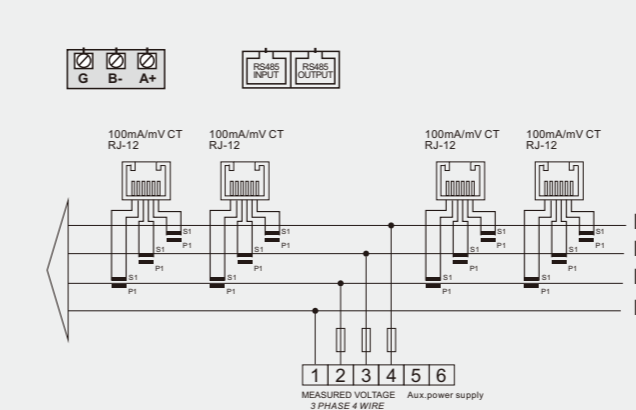 G B- A+
RS485 RS485
INPUT OUTPUT
100mA/mV CT 100mA/mV CT 100mA/mV CT 100mA/mV CT
RJ-12 RJ-12 RJ-12 RJ-12
S1 S1 S1 S1
P1 P1 P1 P1
S1 S1 S1 S1
P1 P1 P1 P1
S1 S1 S1 S1
P1 P1 P1 P1
1 2 3 4 5 6
MEASURED VOLTAGE Aux.power supply
3 PHASE 4 WIRE